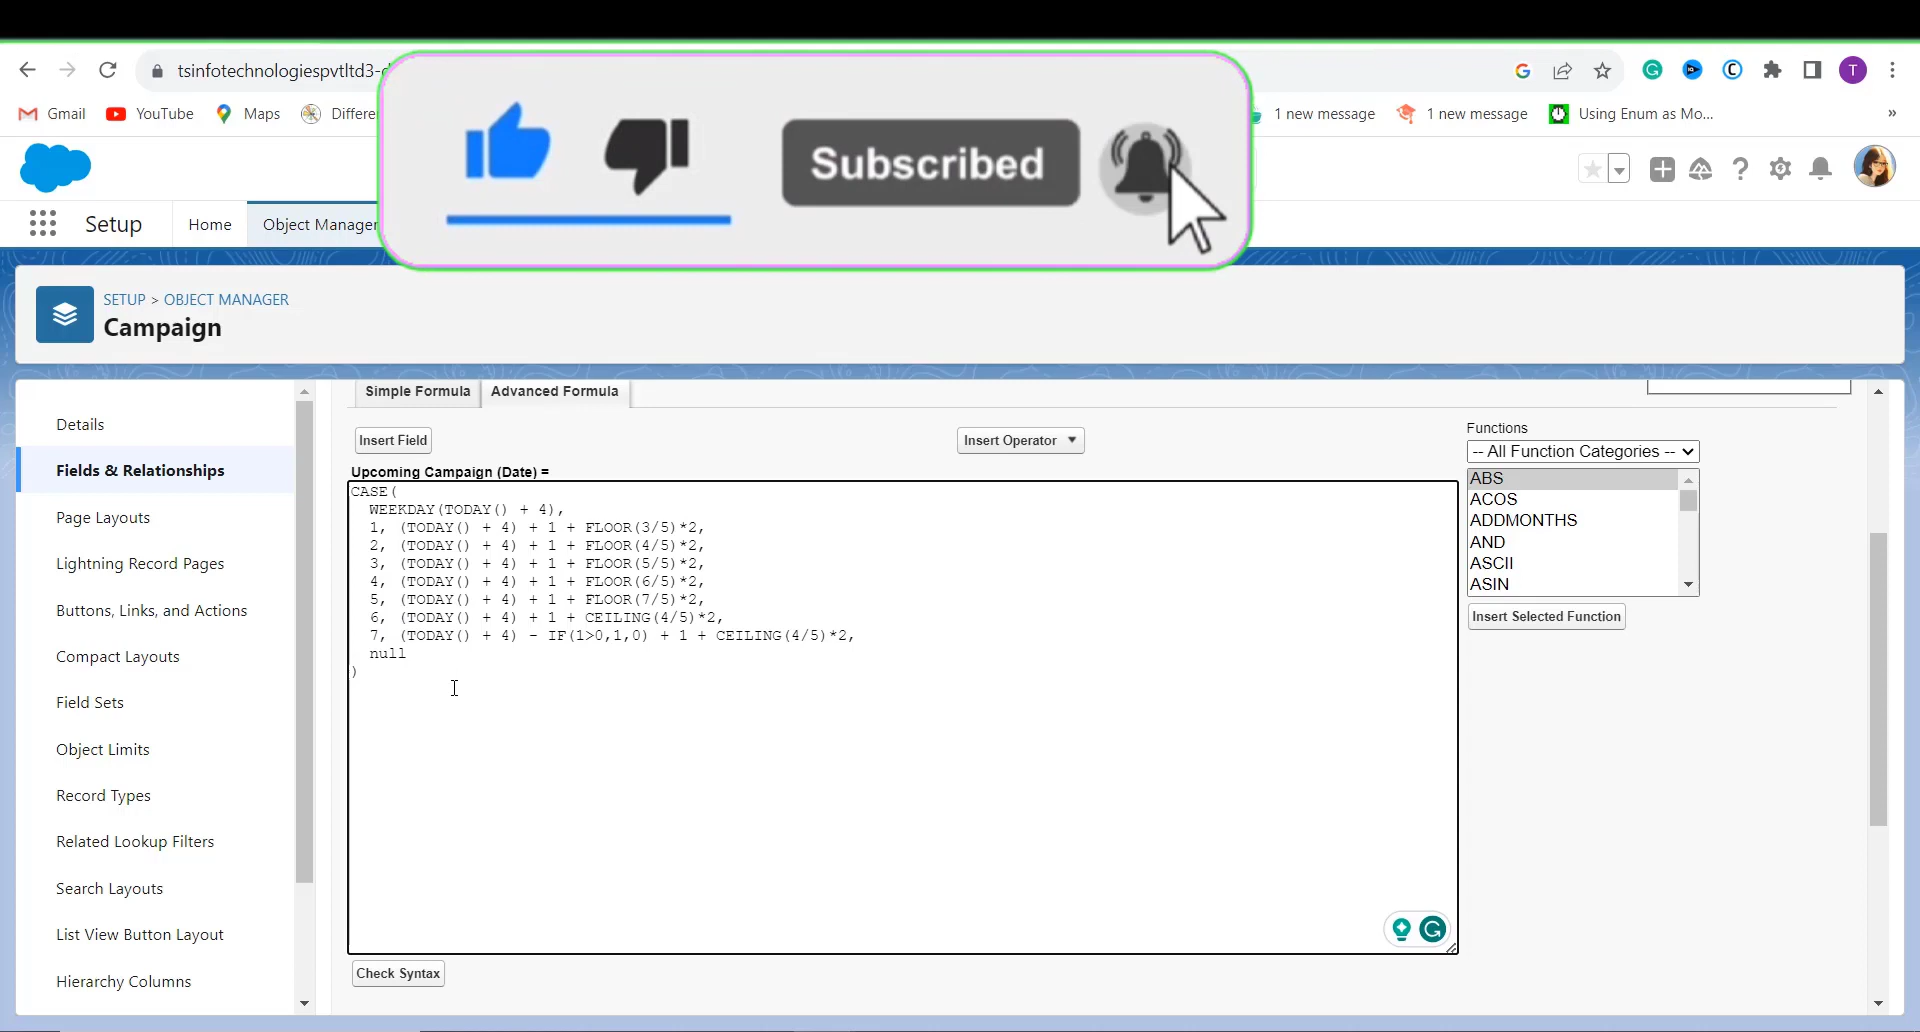 tsinfotechnologiespvtltd3-d
T
Gmail
YouTube
Maps
Differe
1 new message
1 new message
Using Enum as Mo...
»
Subscribed
Setup
Home
Object Manager
SETUP > OBJECT MANAGER
Campaign
Details
Fields & Relationships
Page Layouts
Lightning Record Pages
Buttons, Links, and Actions
Compact Layouts
Field Sets
Object Limits
Record Types
Related Lookup Filters
Search Layouts
List View Button Layout
Hierarchy Columns
Simple Formula
Advanced Formula
Insert Field
Insert Operator
Upcoming Campaign (Date) =
CASE(
WEEKDAY(TODAY() + 4),
1, (TODAY() + 4) + 1 + FLOOR(3/5)*2,
2, (TODAY() + 4) + 1 + FLOOR(4/5)*2,
3, (TODAY() + 4) + 1 + FLOOR(5/5)*2,
4, (TODAY() + 4) + 1 + FLOOR(6/5)*2,
5, (TODAY() + 4) + 1 + FLOOR(7/5)*2,
6, (TODAY() + 4) + 1 + CEILING(4/5)*2,
7, (TODAY() + 4) - IF(1>0,1,0) + 1 + CEILING(4/5)*2,
null
)
Check Syntax
Functions
-- All Function Categories --
ABS
ACOS
ADDMONTHS
AND
ASCII
ASIN
Insert Selected Function